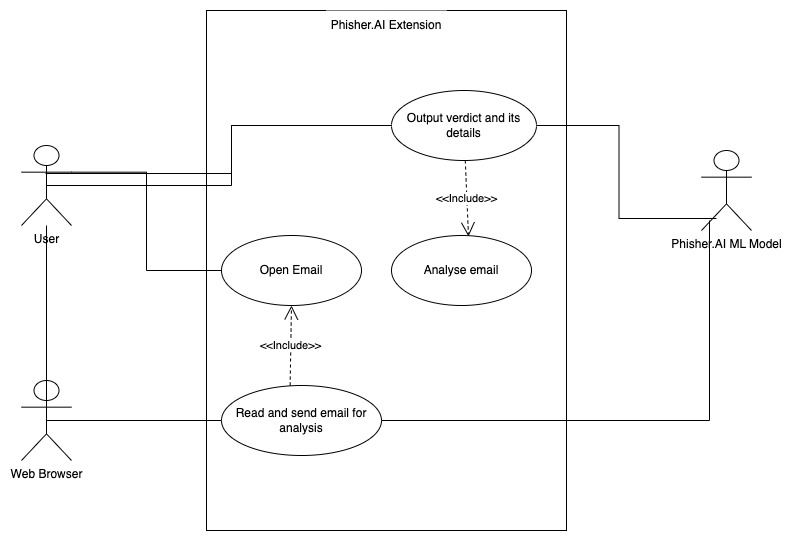 Phisher.AI Extension
Output verdict and its
details
<<Include>>
User
Phisher.AI ML Model
Open Email
Analyse email
<<Include>>
Read and send email for
analysis
Web Browser